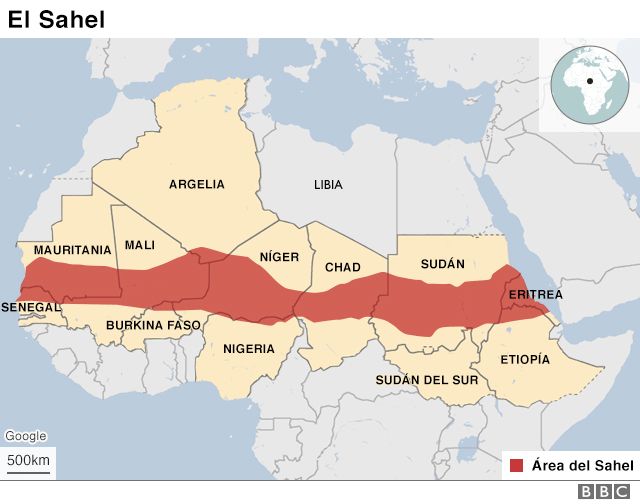 El Sahel
ARGELIA
LIBIA
MAURITANIA
MALI
NÍGER
CHAD
SUDÁN
ERITREA
SENEGAL
BURKINA FASO
NIGERIA
ETIOPÍA
SUDÁN DEL SUR
Google
500km
Área del Sahel
BBC